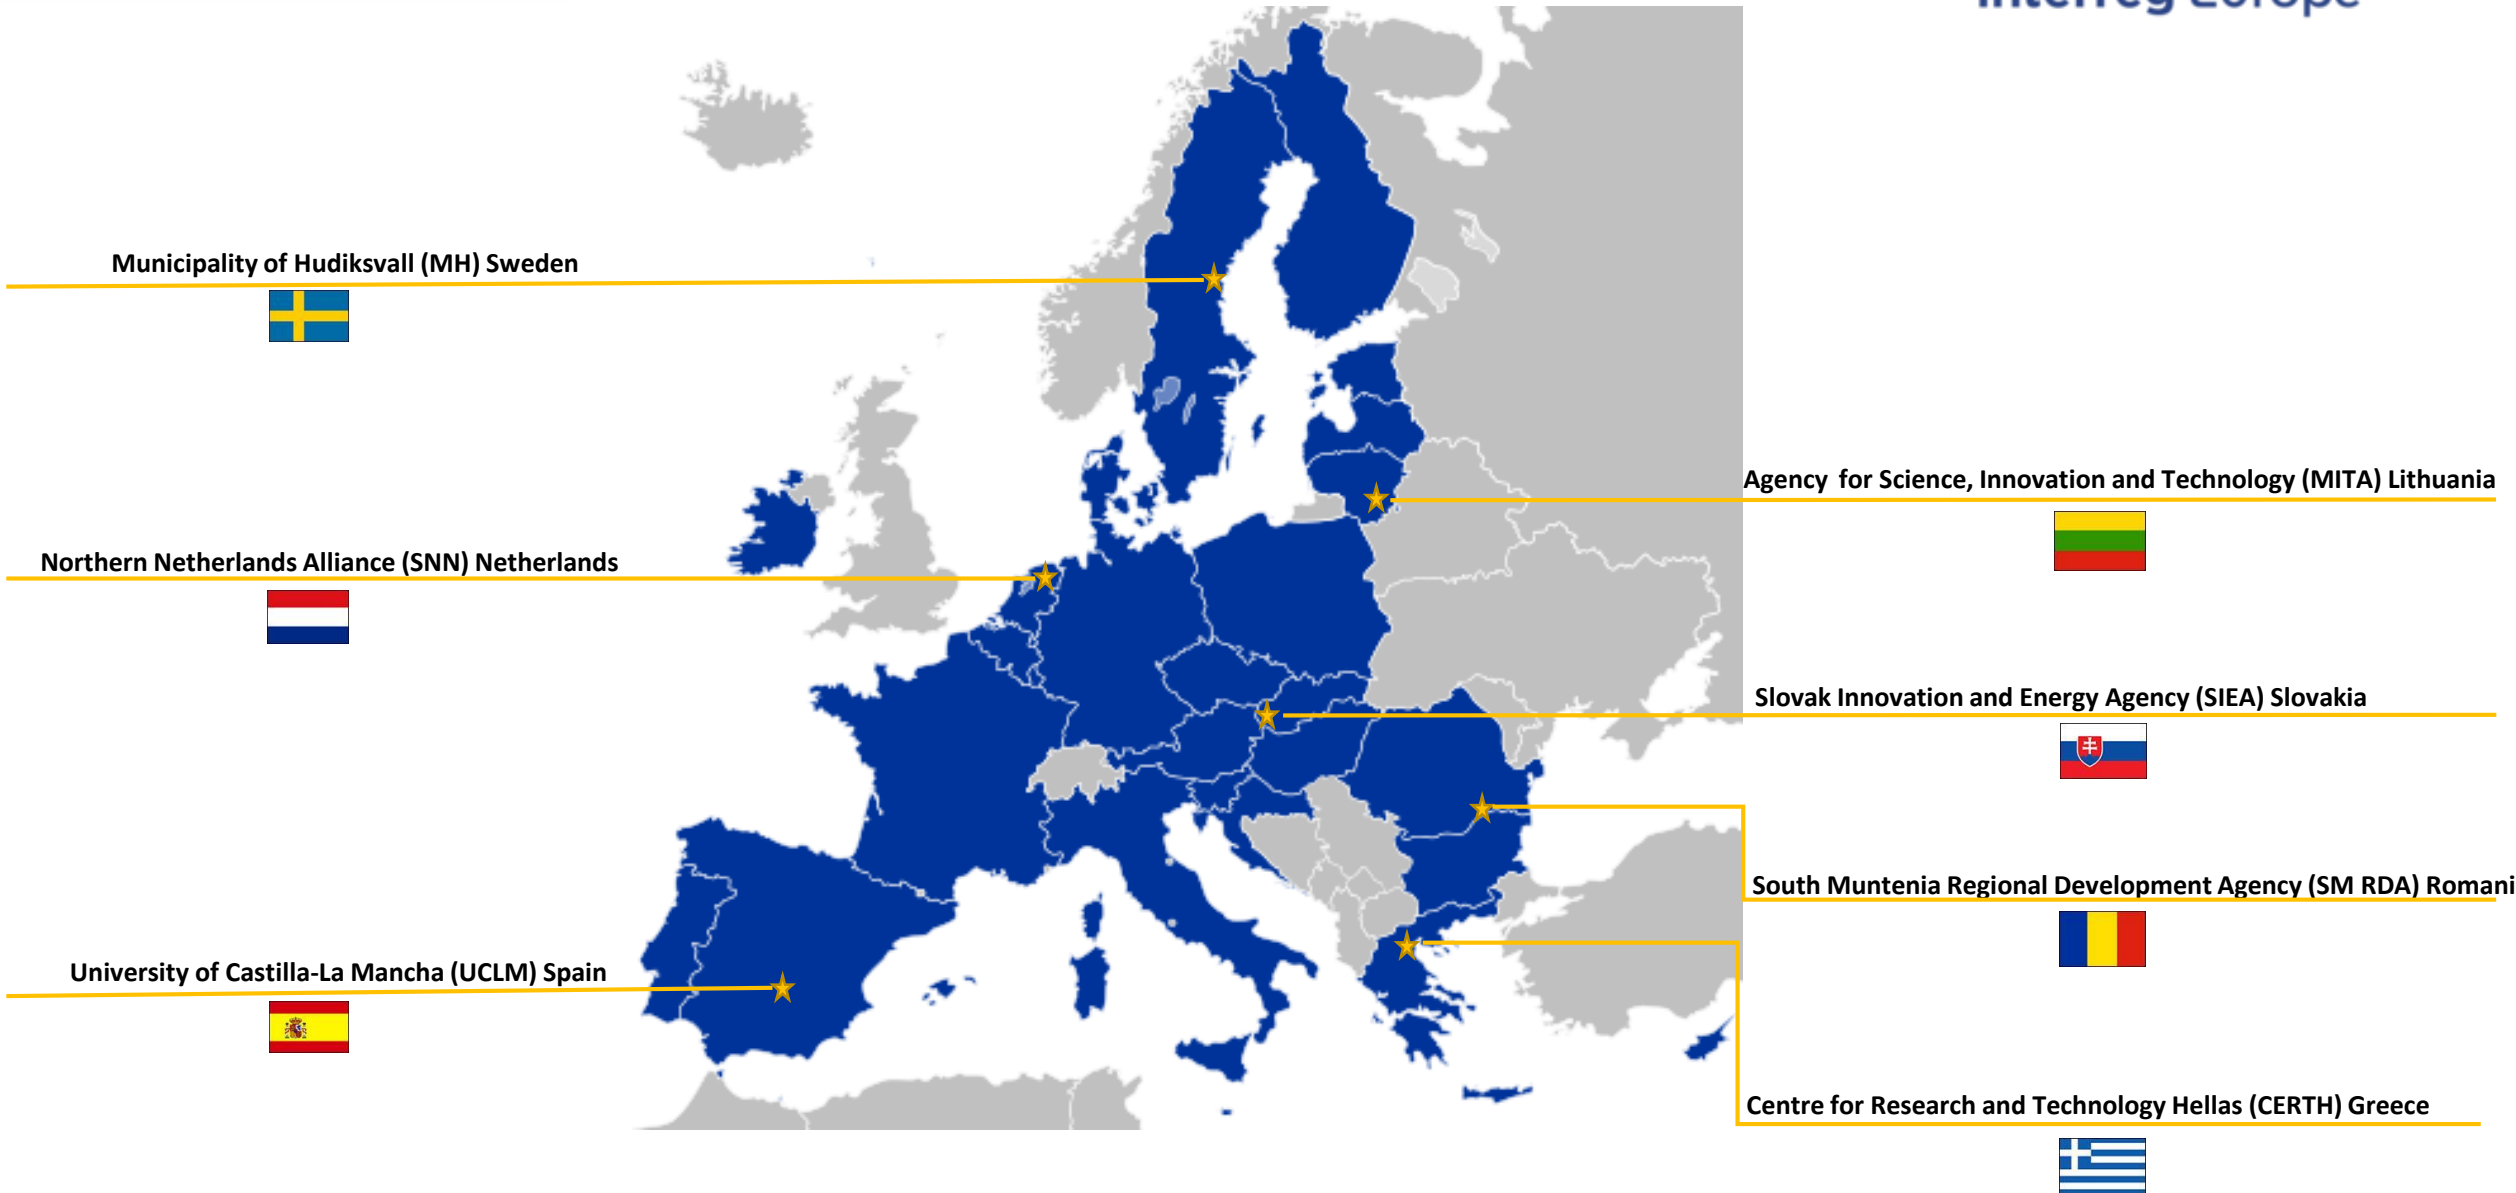 Interreg Europe
Municipality of Hudiksvall (MH) Sweden
Agency for Science, Innovation and Technology (MITA) Lithuania
Northern Netherlands Alliance (SNN) Netherlands
Slovak Innovation and Energy Agency (SIEA) Slovakia
South Muntenia Regional Development Agency (SM RDA) Romani
University of Castilla-La Mancha (UCLM) Spain
Centre for Research and Technology Hellas (CERTH) Greece